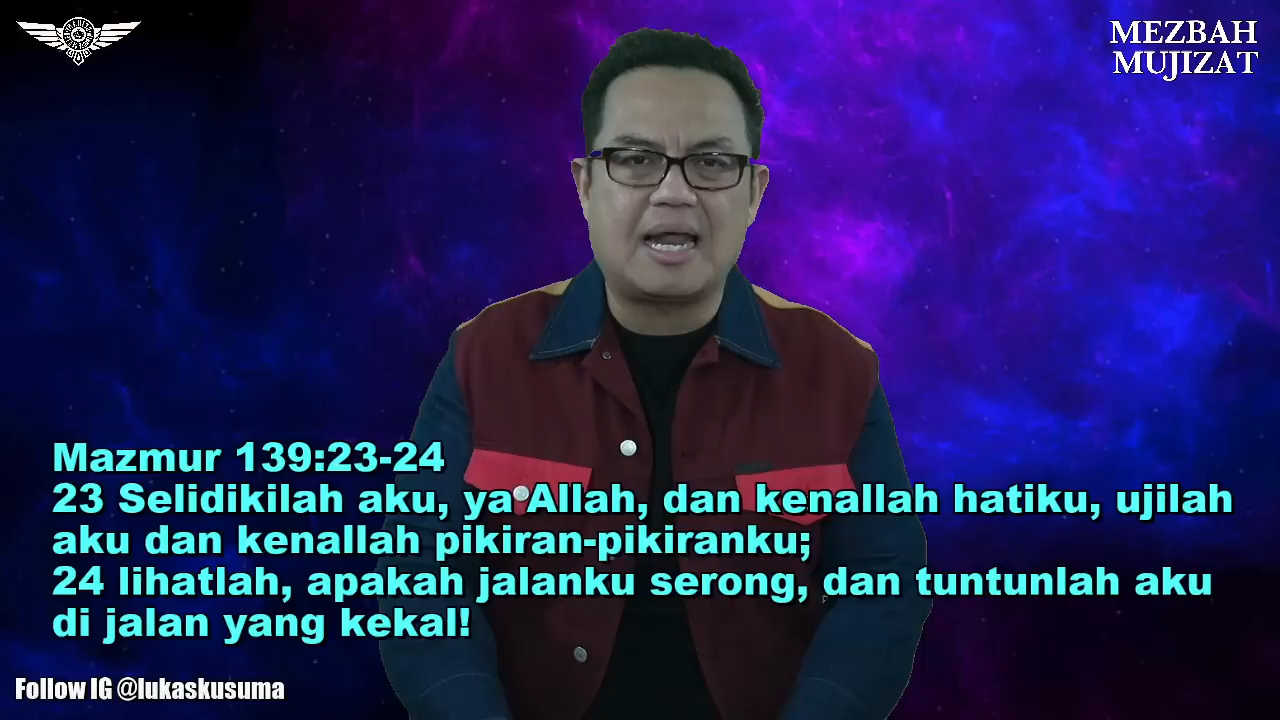 MEZBAH
MUJIZAT
Mazmur 139:23-24
23 Selidikilah aku, ya Allah, dan kenallah hatiku, ujilah
aku dan kenallah pikiran-pikiranku;
24 lihatlah, apakah jalanku serong, dan tuntunlah aku
di jalan yang kekal!
Follow IG @lukaskusuma